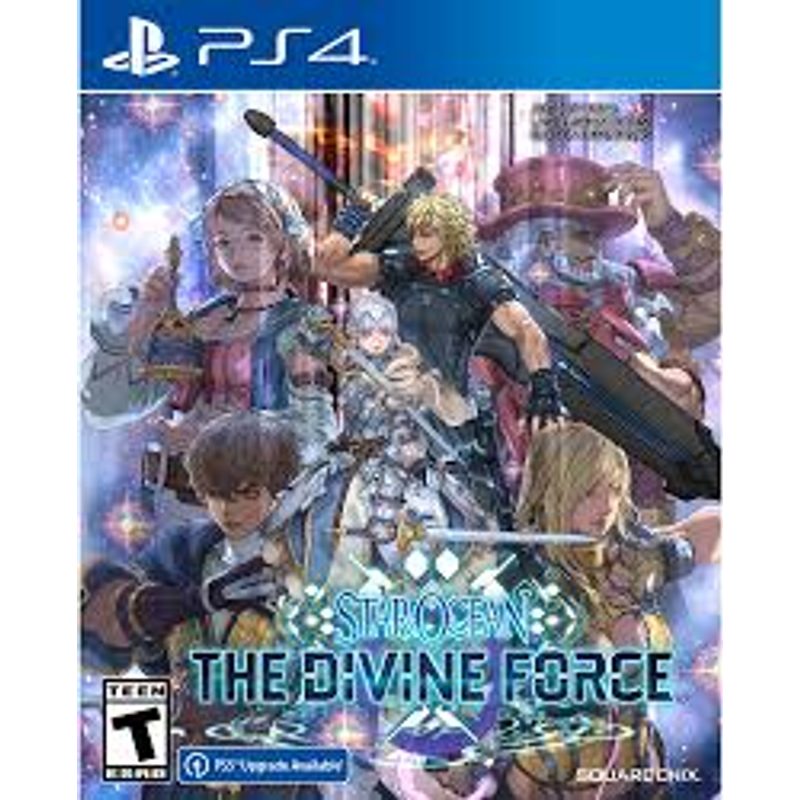 PS4
STAR OCEAN
THE DIVINE FORCE
TEEN
T
ESRB
PS5 Upgrade Available
SQUARE ENIX